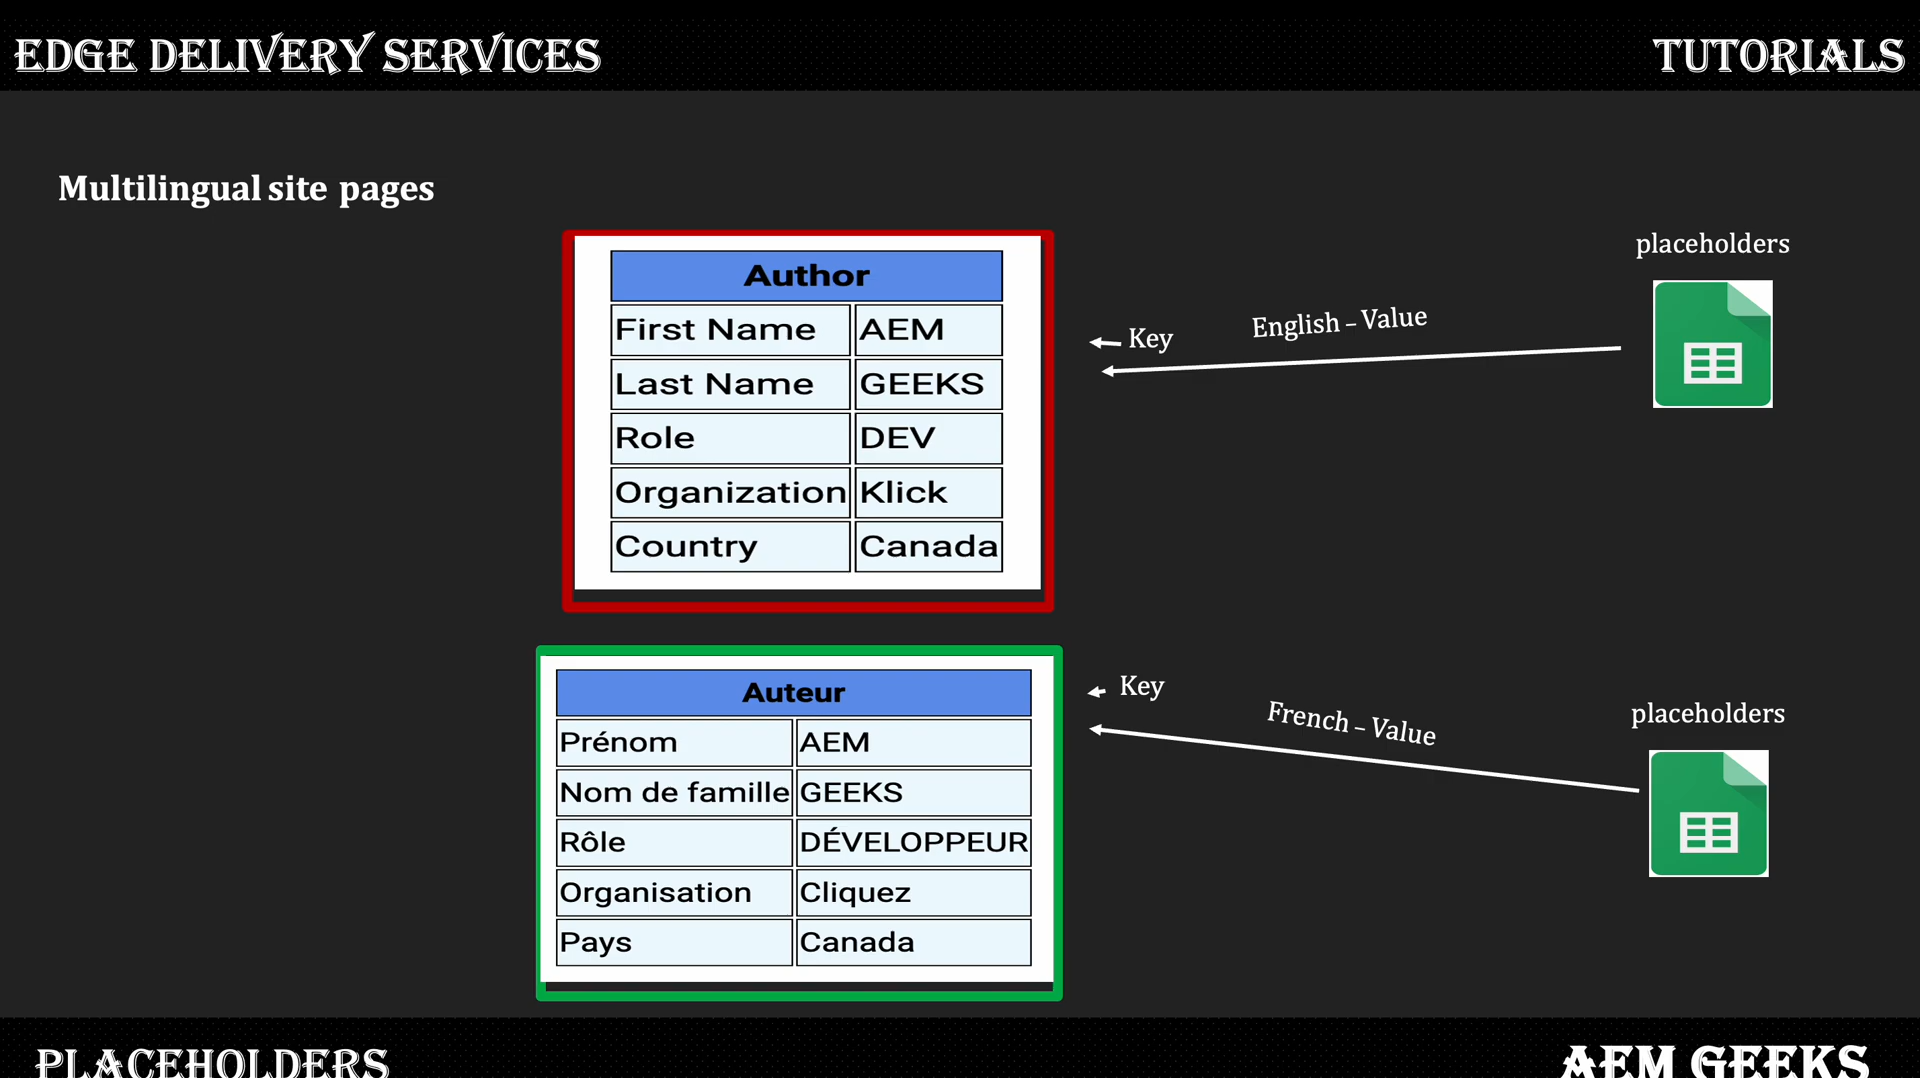 EDGE DELIVERY SERVICES
TUTORIALS
Multilingual site pages
Author
First Name AEM
Last Name GEEKS
Role DEV
Organization Klick
Country Canada
Key
English – Value
placeholders
Auteur
Prénom AEM
Nom de famille GEEKS
Rôle DÉVELOPPEUR
Organisation Cliquez
Pays Canada
Key
French – Value
placeholders
PLACEHOLDERS
AEM GEEKS